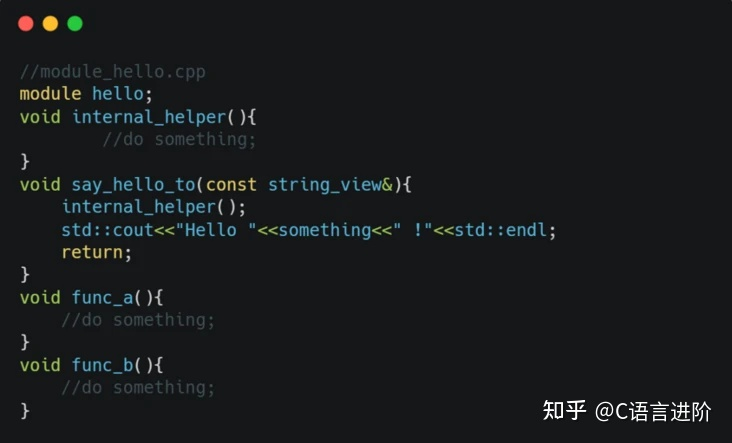 //module_hello.cpp
module hello;
void internal_helper(){
        //do something;
}
void say_hello_to(const string_view&){
    internal_helper();
    std::cout<<"Hello "<<something<<" !"<<std::endl;
    return;
}
void func_a(){
    //do something;
}
void func_b(){
    //do something;
}
知乎 @C语言进阶